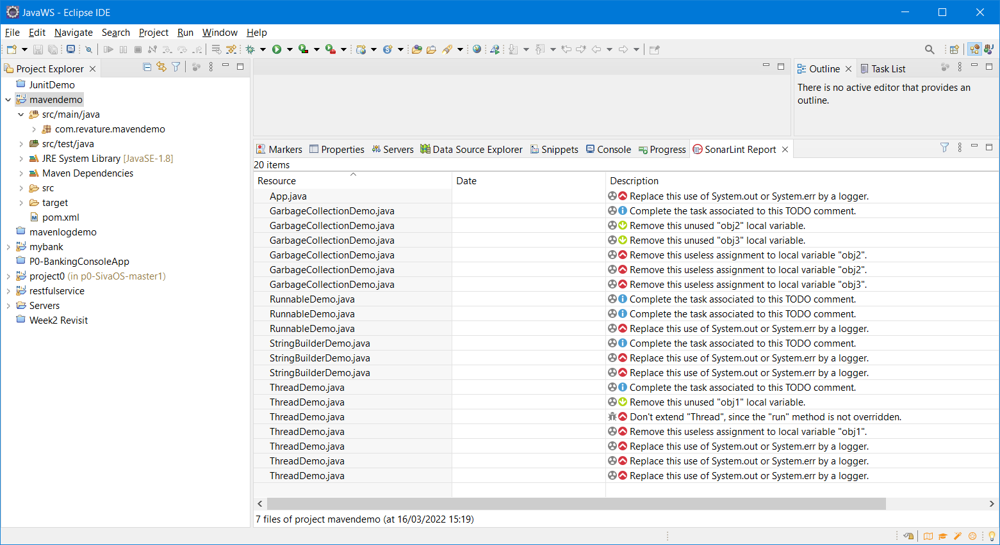 JavaWS - Eclipse IDE
File Edit Navigate Search Project Run Window Help
Project Explorer
JunitDemo
mavendemo
src/main/java
com.revature.mavendemo
src/test/java
JRE System Library [JavaSE-1.8]
Maven Dependencies
src
target
pom.xml
mavenlogdemo
mybank
P0-BankingConsoleApp
project0 (in p0-SivaOS-master1)
restfulservice
Servers
Week2 Revisit
Outline Task List
There is no active editor that provides an
outline.
Markers Properties Servers Data Source Explorer Snippets Console Progress SonarLint Report
20 items
Resource Date Description
App.java Replace this use of System.out or System.err by a logger.
GarbageCollectionDemo.java Complete the task associated to this TODO comment.
GarbageCollectionDemo.java Remove this unused "obj2" local variable.
GarbageCollectionDemo.java Remove this unused "obj3" local variable.
GarbageCollectionDemo.java Remove this useless assignment to local variable "obj2".
GarbageCollectionDemo.java Remove this useless assignment to local variable "obj2".
GarbageCollectionDemo.java Remove this useless assignment to local variable "obj3".
RunnableDemo.java Complete the task associated to this TODO comment.
RunnableDemo.java Complete the task associated to this TODO comment.
RunnableDemo.java Replace this use of System.out or System.err by a logger.
StringBuilderDemo.java Complete the task associated to this TODO comment.
StringBuilderDemo.java Replace this use of System.out or System.err by a logger.
StringBuilderDemo.java Replace this use of System.out or System.err by a logger.
ThreadDemo.java Complete the task associated to this TODO comment.
ThreadDemo.java Remove this unused "obj1" local variable.
ThreadDemo.java Don't extend "Thread", since the "run" method is not overridden.
ThreadDemo.java Remove this useless assignment to local variable "obj1".
ThreadDemo.java Replace this use of System.out or System.err by a logger.
ThreadDemo.java Replace this use of System.out or System.err by a logger.
ThreadDemo.java Replace this use of System.out or System.err by a logger.
7 files of project mavendemo (at 16/03/2022 15:19)